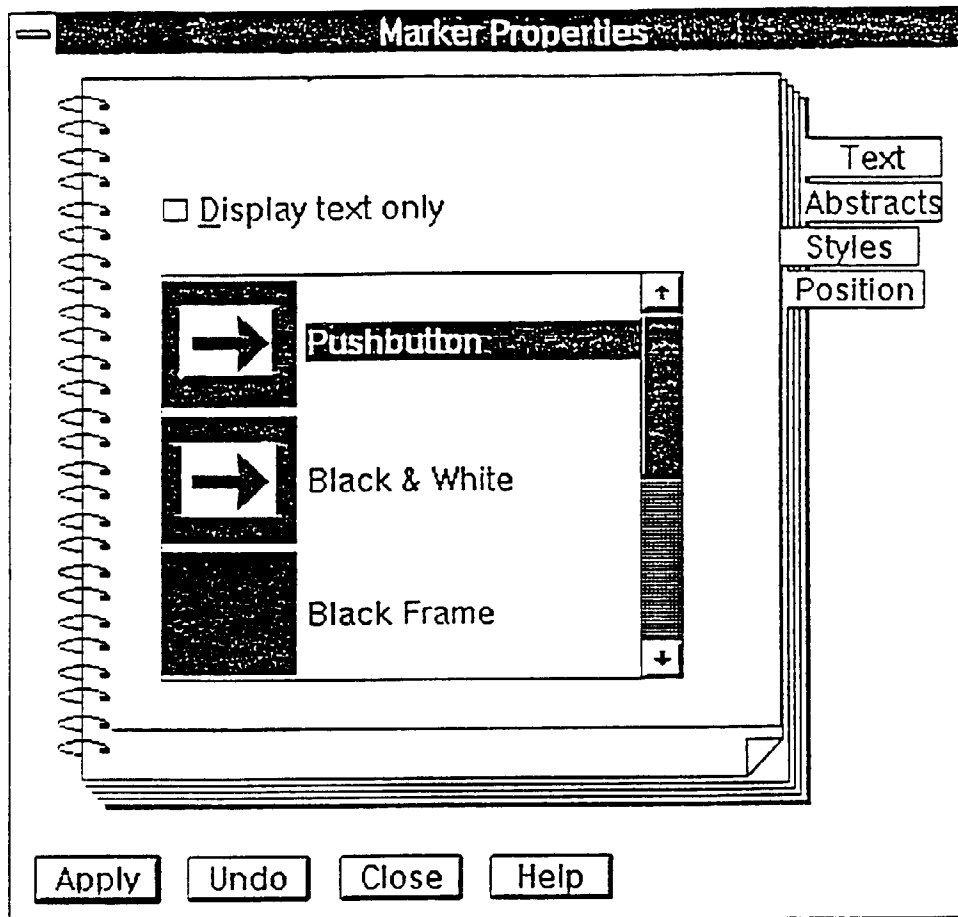 Marker Properties
Text
Abstracts
Display text only
Styles
Position
Pushbutton
Black & White
Black Frame
Apply
Undo
Close
Help